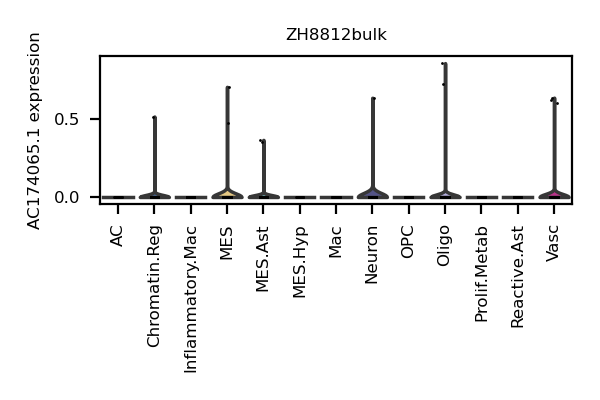 ZH8812bulk
AC174065.1 expression
0.5
0.0
AC
Chromatin.Reg
Inflammatory.Mac
MES
MES.Ast
MES.Hyp
Mac
Neuron
OPC
Oligo
Prolif.Metab
Reactive.Ast
Vasc